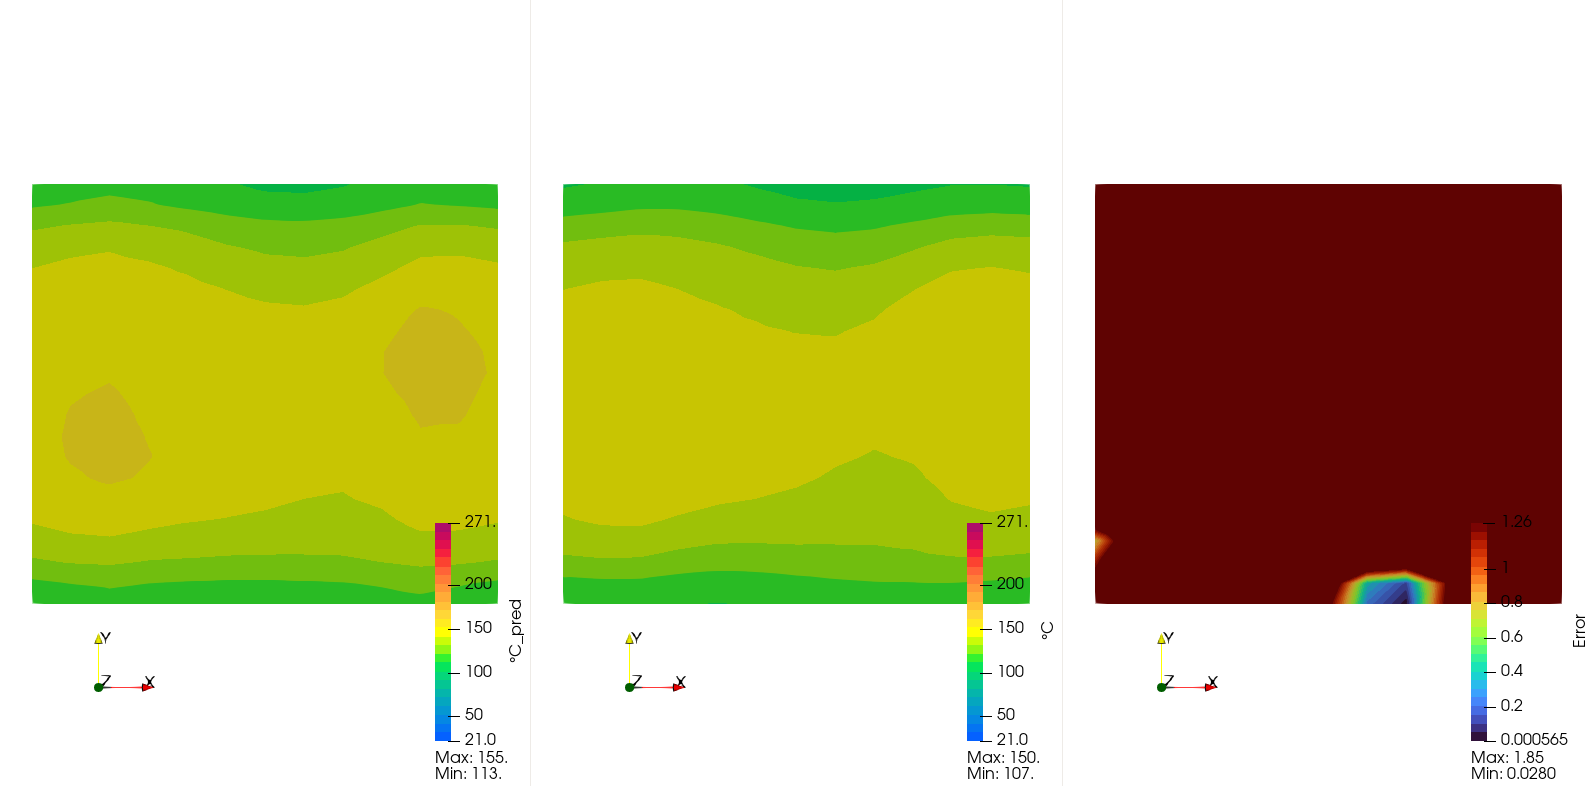 271.
200
150
100
50
21.0
°C_pred
Max: 155.
Min: 113.
Y
Z
X
271.
200
150
100
50
21.0
°C
Max: 150.
Min: 107.
Y
Z
X
1.26
1
0.8
0.6
0.4
0.2
0.000565
Error
Max: 1.85
Min: 0.0280
Y
Z
X